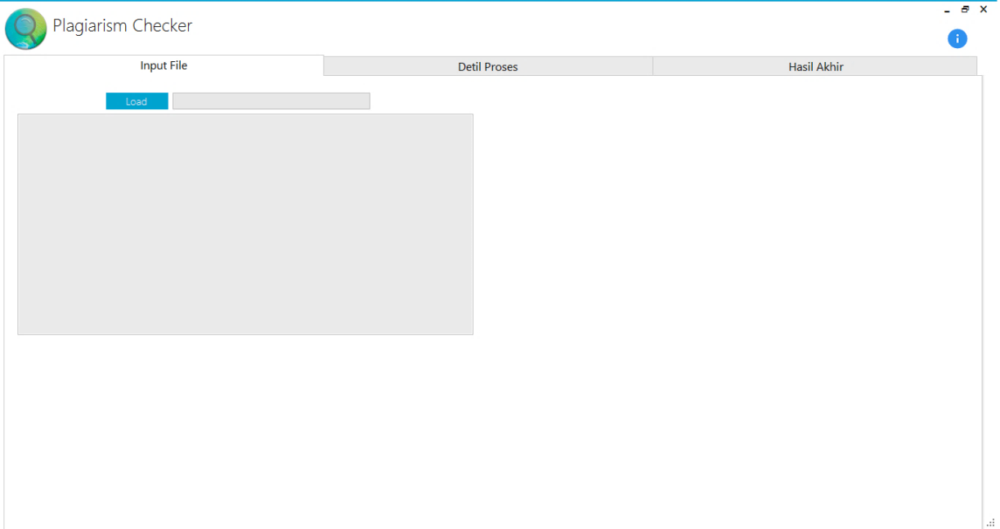 Plagiarism Checker
Input File
Detil Proses
Hasil Akhir
Load